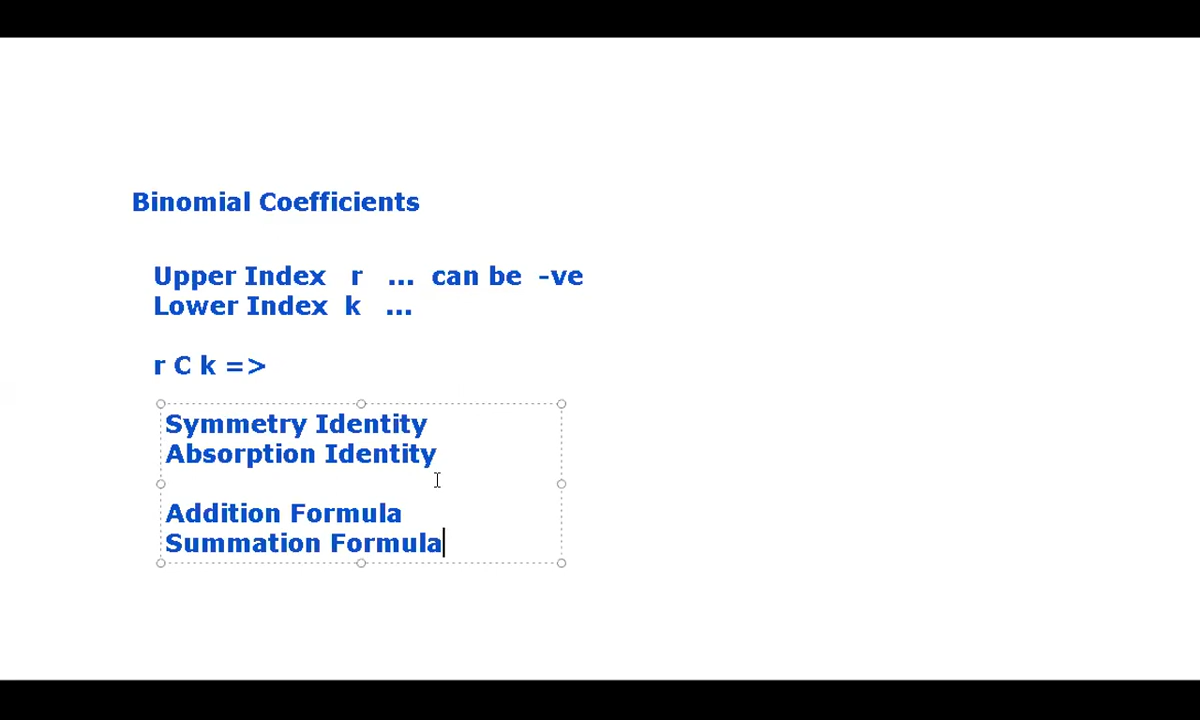 Binomial Coefficients
Upper Index r ... can be -ve
Lower Index k ...
r C k =>
Symmetry Identity
Absorption Identity
Addition Formula
Summation Formula